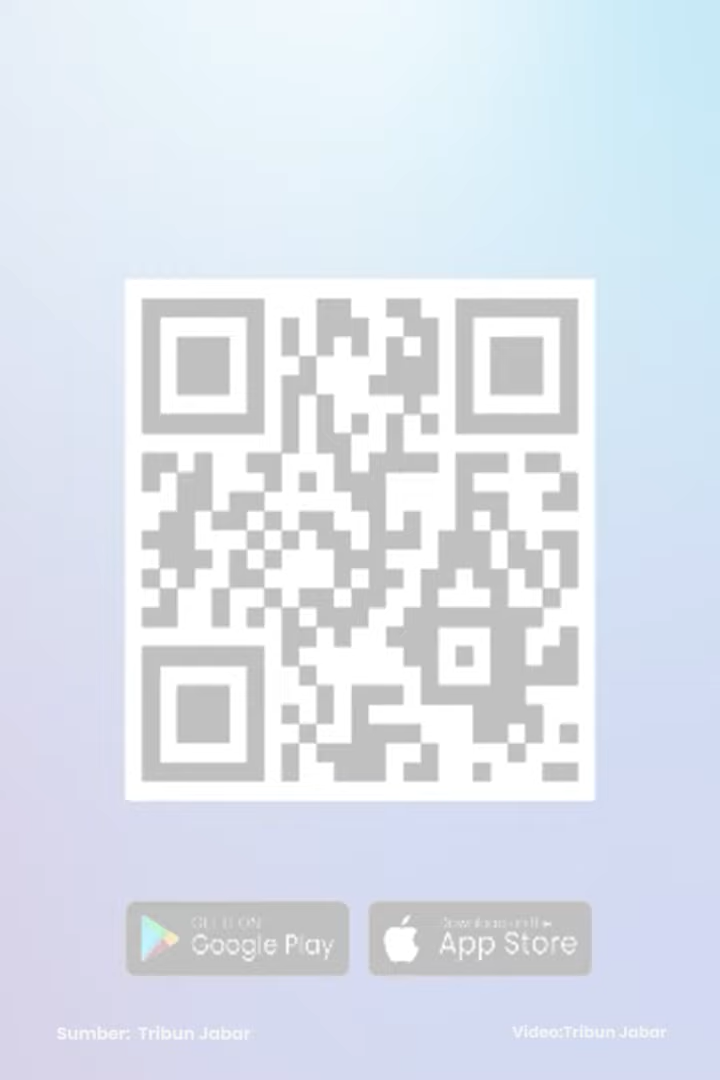 GET IT ON
Google Play
Download on the
App Store
Sumber: Tribun Jabar
Video:Tribun Jabar